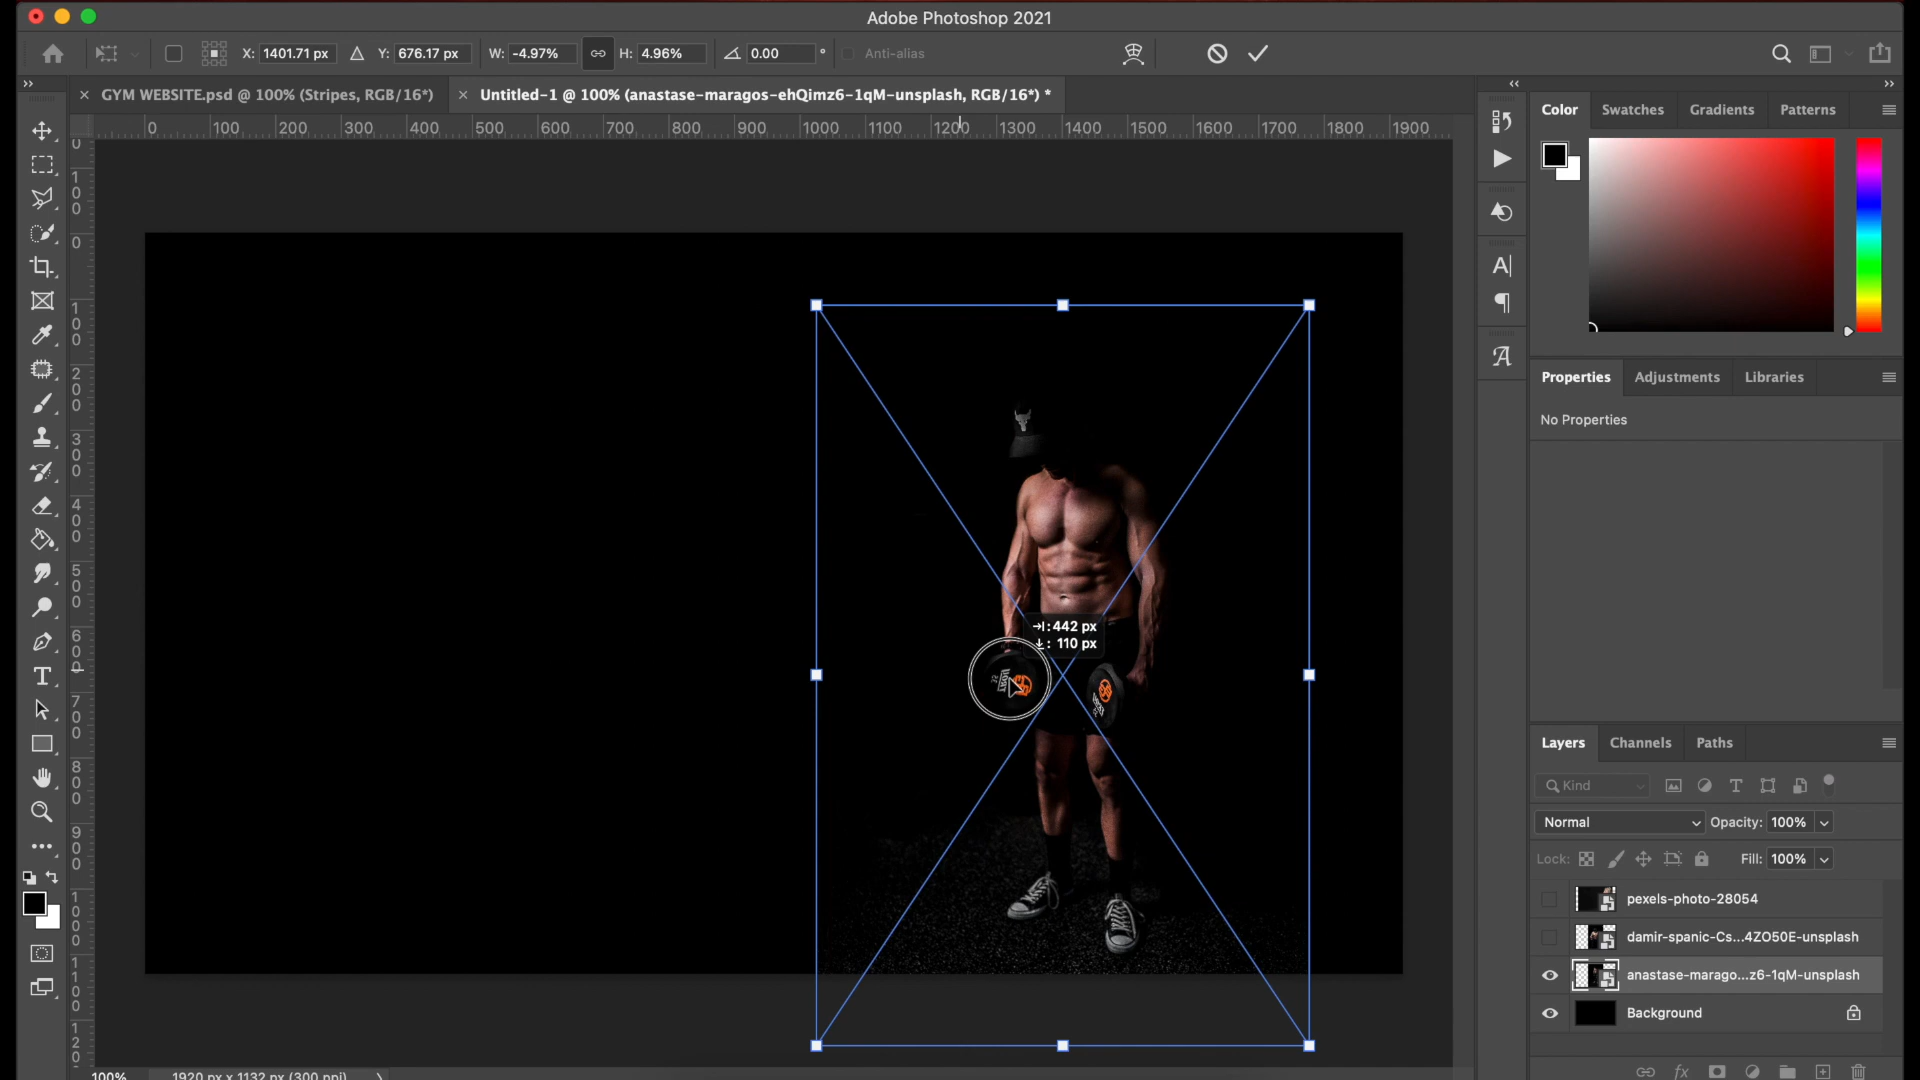 Adobe Photoshop 2021
X: 1401.71 px Y: 676.17 px W: -4.97% H: 4.96% 0.00 ° Anti-alias
GYM WEBSITE.psd @ 100% (Stripes, RGB/16*)
Untitled-1 @ 100% (anastase-maragos-ehQimz6-1qM-unsplash, RGB/16*) *
0 100 200 300 400 500 600 700 800 900 1000 1100 1200 1300 1400 1500 1600 1700 1800 1900
0
100
0
100
200
300
400
500
600
700
800
900
1000
1100
120
Color Swatches Gradients Patterns
Properties Adjustments Libraries
No Properties
: 442 px
: 110 px
Layers Channels Paths
Kind
Normal Opacity: 100%
Lock: Fill: 100%
pexels-photo-28054
damir-spanic-Cs...4ZO50E-unsplash
anastase-marago...z6-1qM-unsplash
Background
fx
100% 1920 px x 1132 px (300 ppi)